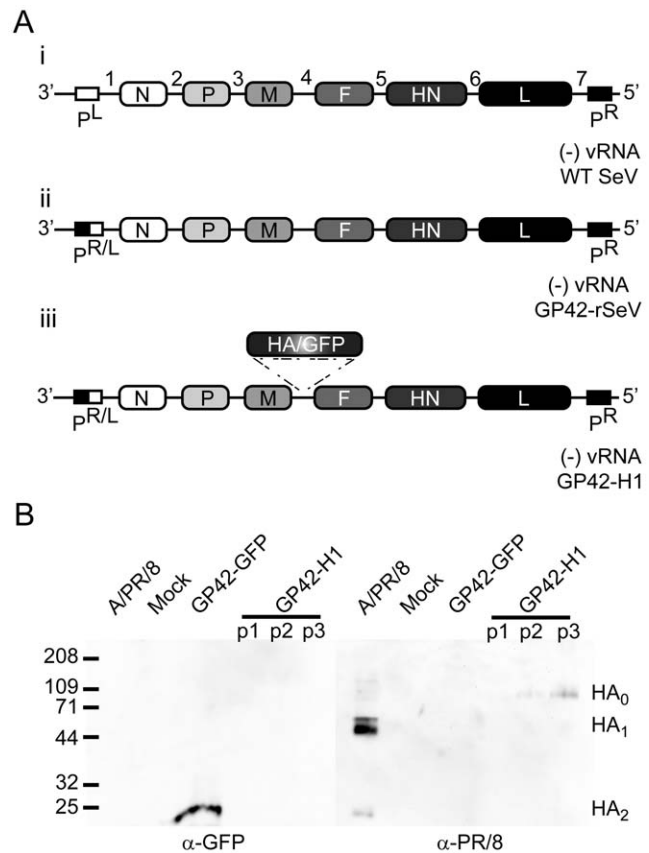 A
i
1 2 3 4 5 6 7
3' N P M F HN L 5'
P^L P^R
(-) vRNA
WT SeV
ii
3' N P M F HN L 5'
P^R/L P^R
(-) vRNA
GP42-rSeV
iii
HA/GFP
3' N P M F HN L 5'
P^R/L P^R
(-) vRNA
GP42-H1
B
A/PR/8 Mock GP42-GFP GP42-H1 A/PR/8 Mock GP42-GFP GP42-H1
p1 p2 p3 p1 p2 p3
208
109 HA₀
71
HA₁
44
32
25 HA₂
α-GFP α-PR/8